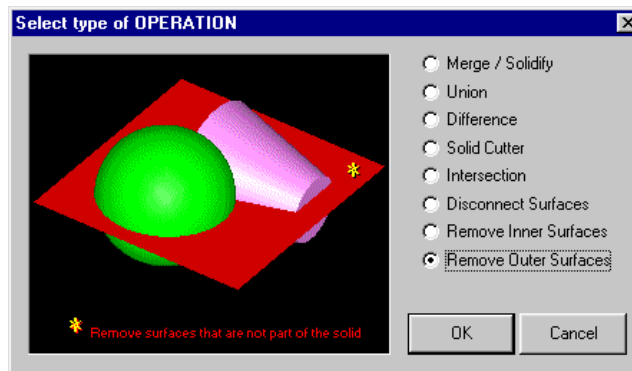 Select type of OPERATION
Merge / Solidify
Union
Difference
Solid Cutter
Intersection
Disconnect Surfaces
Remove Inner Surfaces
Remove Outer Surfaces
* Remove surfaces that are not part of the solid
OK
Cancel